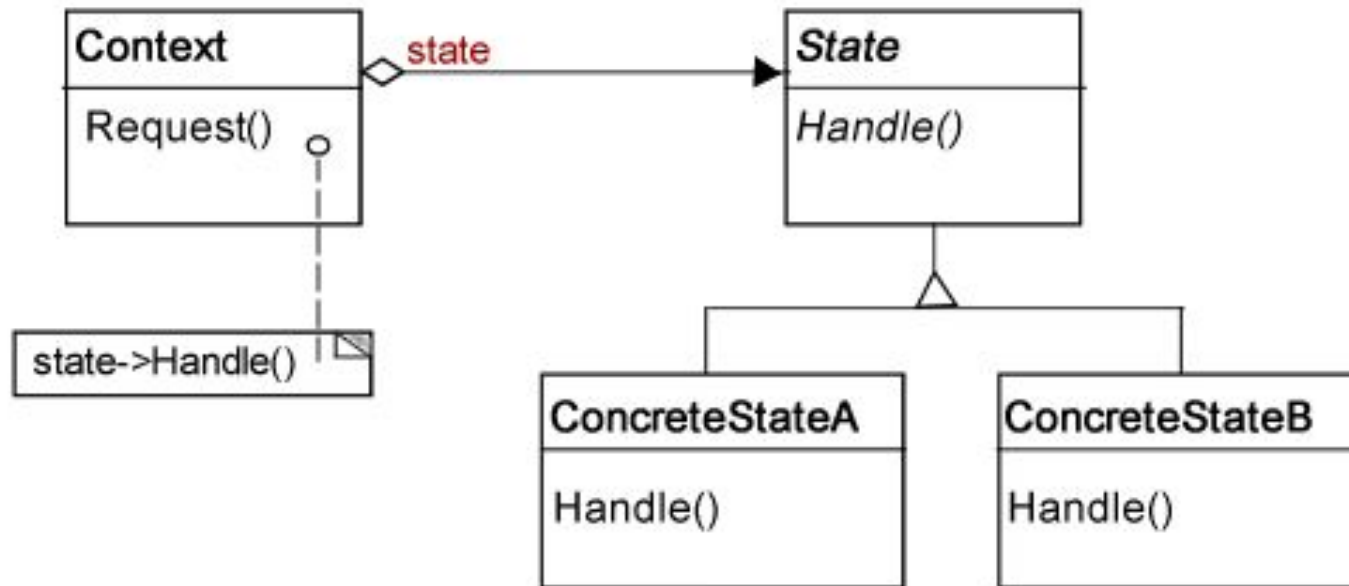 Context
state
State
Request()
Handle()
state->Handle()
ConcreteStateA
ConcreteStateB
Handle()
Handle()